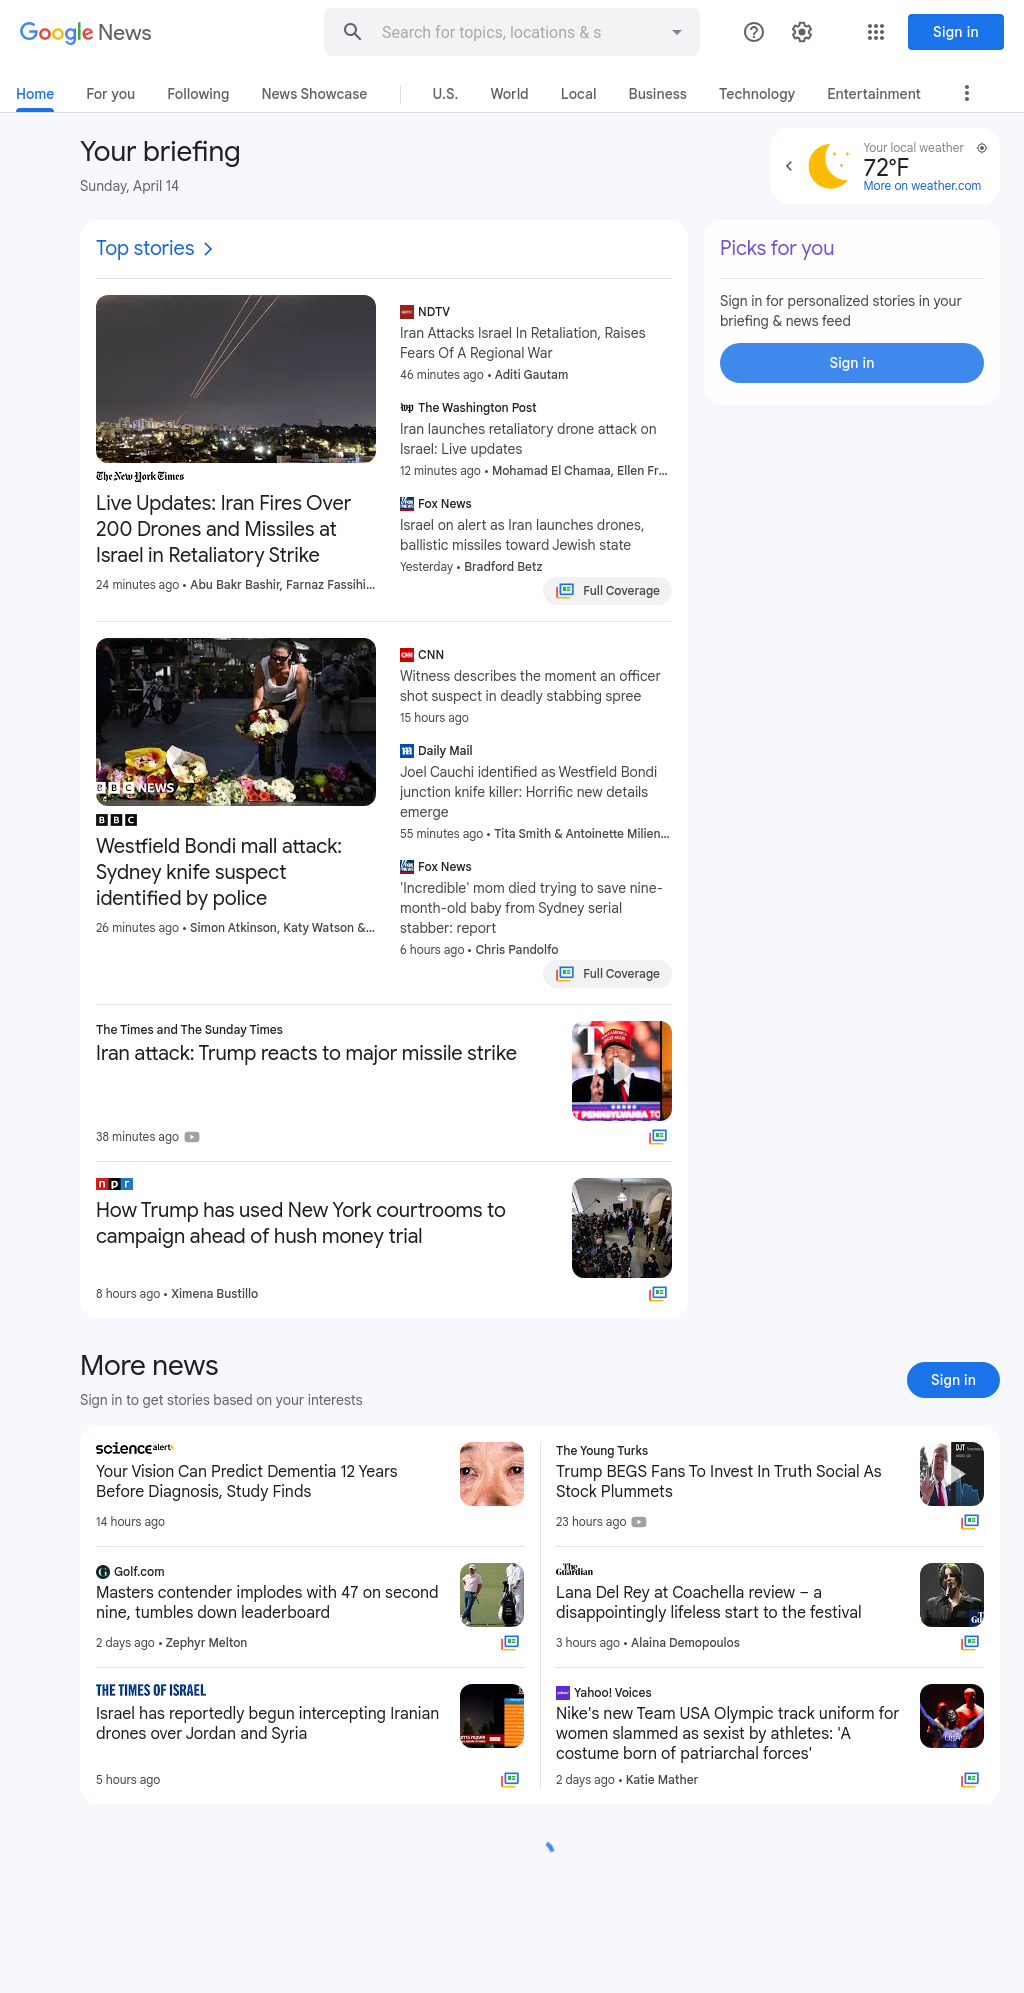 Google News
Search for topics, locations & s
Sign in
Home
For you
Following
News Showcase
U.S.
World
Local
Business
Technology
Entertainment
Your briefing
Sunday, April 14
Your local weather
72°F
More on weather.com
Top stories
The New York Times
Live Updates: Iran Fires Over
200 Drones and Missiles at
Israel in Retaliatory Strike
24 minutes ago • Abu Bakr Bashir, Farnaz Fassihi...
NDTV
Iran Attacks Israel In Retaliation, Raises
Fears Of A Regional War
46 minutes ago • Aditi Gautam
wp The Washington Post
Iran launches retaliatory drone attack on
Israel: Live updates
12 minutes ago • Mohamad El Chamaa, Ellen Fr...
Fox News
Israel on alert as Iran launches drones,
ballistic missiles toward Jewish state
Yesterday • Bradford Betz
Full Coverage
Picks for you
Sign in for personalized stories in your
briefing & news feed
Sign in
BBC NEWS
BBC
Westfield Bondi mall attack:
Sydney knife suspect
identified by police
26 minutes ago • Simon Atkinson, Katy Watson &...
CNN CNN
Witness describes the moment an officer
shot suspect in deadly stabbing spree
15 hours ago
m Daily Mail
Joel Cauchi identified as Westfield Bondi
junction knife killer: Horrific new details
emerge
55 minutes ago • Tita Smith & Antoinette Milien...
Fox News
'Incredible' mom died trying to save nine-
month-old baby from Sydney serial
stabber: report
6 hours ago • Chris Pandolfo
Full Coverage
The Times and The Sunday Times
Iran attack: Trump reacts to major missile strike
38 minutes ago
T
PENNSYLVANIA TO
npr
How Trump has used New York courtrooms to
campaign ahead of hush money trial
8 hours ago • Ximena Bustillo
More news
Sign in to get stories based on your interests
Sign in
sciencealert
Your Vision Can Predict Dementia 12 Years
Before Diagnosis, Study Finds
14 hours ago
Golf.com
Masters contender implodes with 47 on second
nine, tumbles down leaderboard
2 days ago • Zephyr Melton
THE TIMES OF ISRAEL
Israel has reportedly begun intercepting Iranian
drones over Jordan and Syria
5 hours ago
The Young Turks
Trump BEGS Fans To Invest In Truth Social As
Stock Plummets
23 hours ago
DJT
The Guardian
Lana Del Rey at Coachella review – a
disappointingly lifeless start to the festival
3 hours ago • Alaina Demopoulos
Yahoo! Voices
Nike's new Team USA Olympic track uniform for
women slammed as sexist by athletes: 'A
costume born of patriarchal forces'
2 days ago • Katie Mather
USA